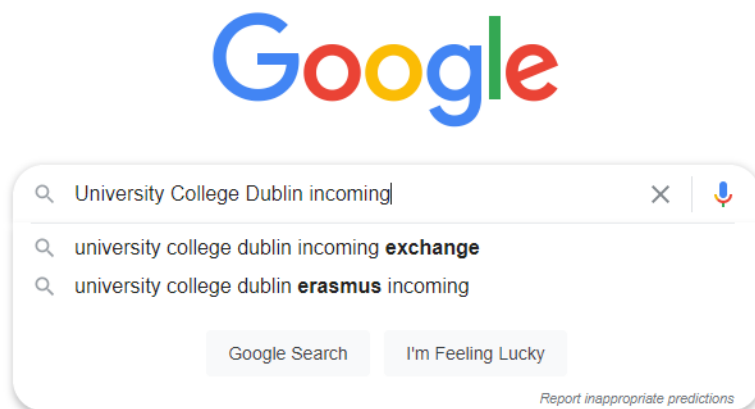 Google
University College Dublin incoming
university college dublin incoming exchange
university college dublin erasmus incoming
Google Search I'm Feeling Lucky
Report inappropriate predictions